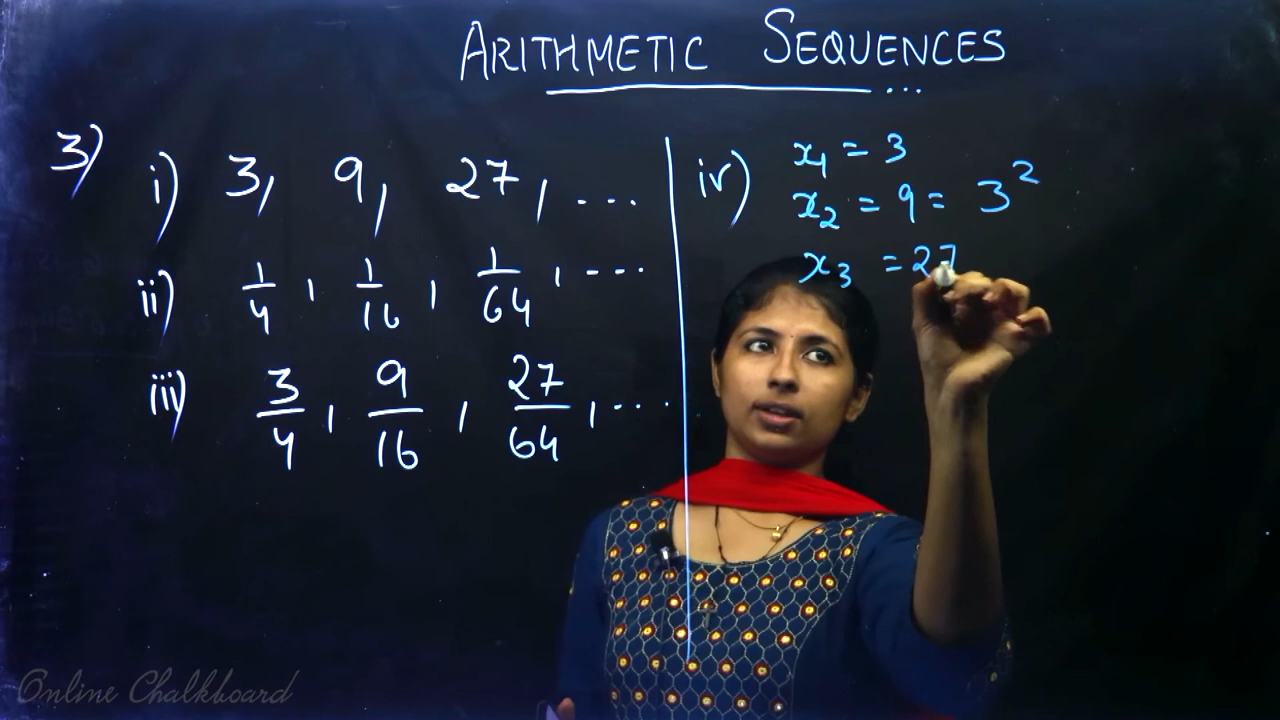 ARITHMETIC SEQUENCES ...
3) i) 3, 9, 27, ...
ii) 1/4, 1/16, 1/64, ...
iii) 3/4, 9/16, 27/64, ...
iv) x₁ = 3
x₂ = 9 = 3²
x₃ = 27
Online Chalkboard